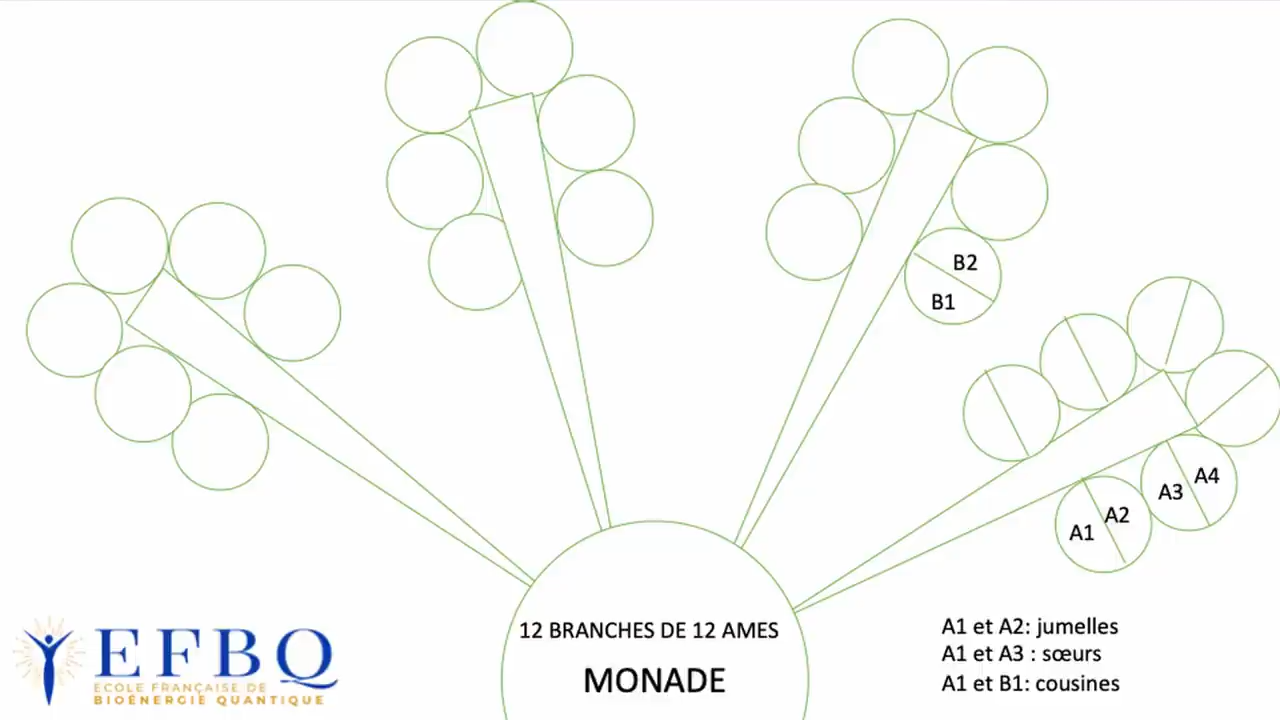 B2
B1
A4
A3
A2
A1
12 BRANCHES DE 12 AMES
MONADE
A1 et A2: jumelles
A1 et A3 : sœurs
A1 et B1: cousines
EFBQ
ECOLE FRANÇAISE DE
BIOÉNERGIE QUANTIQUE